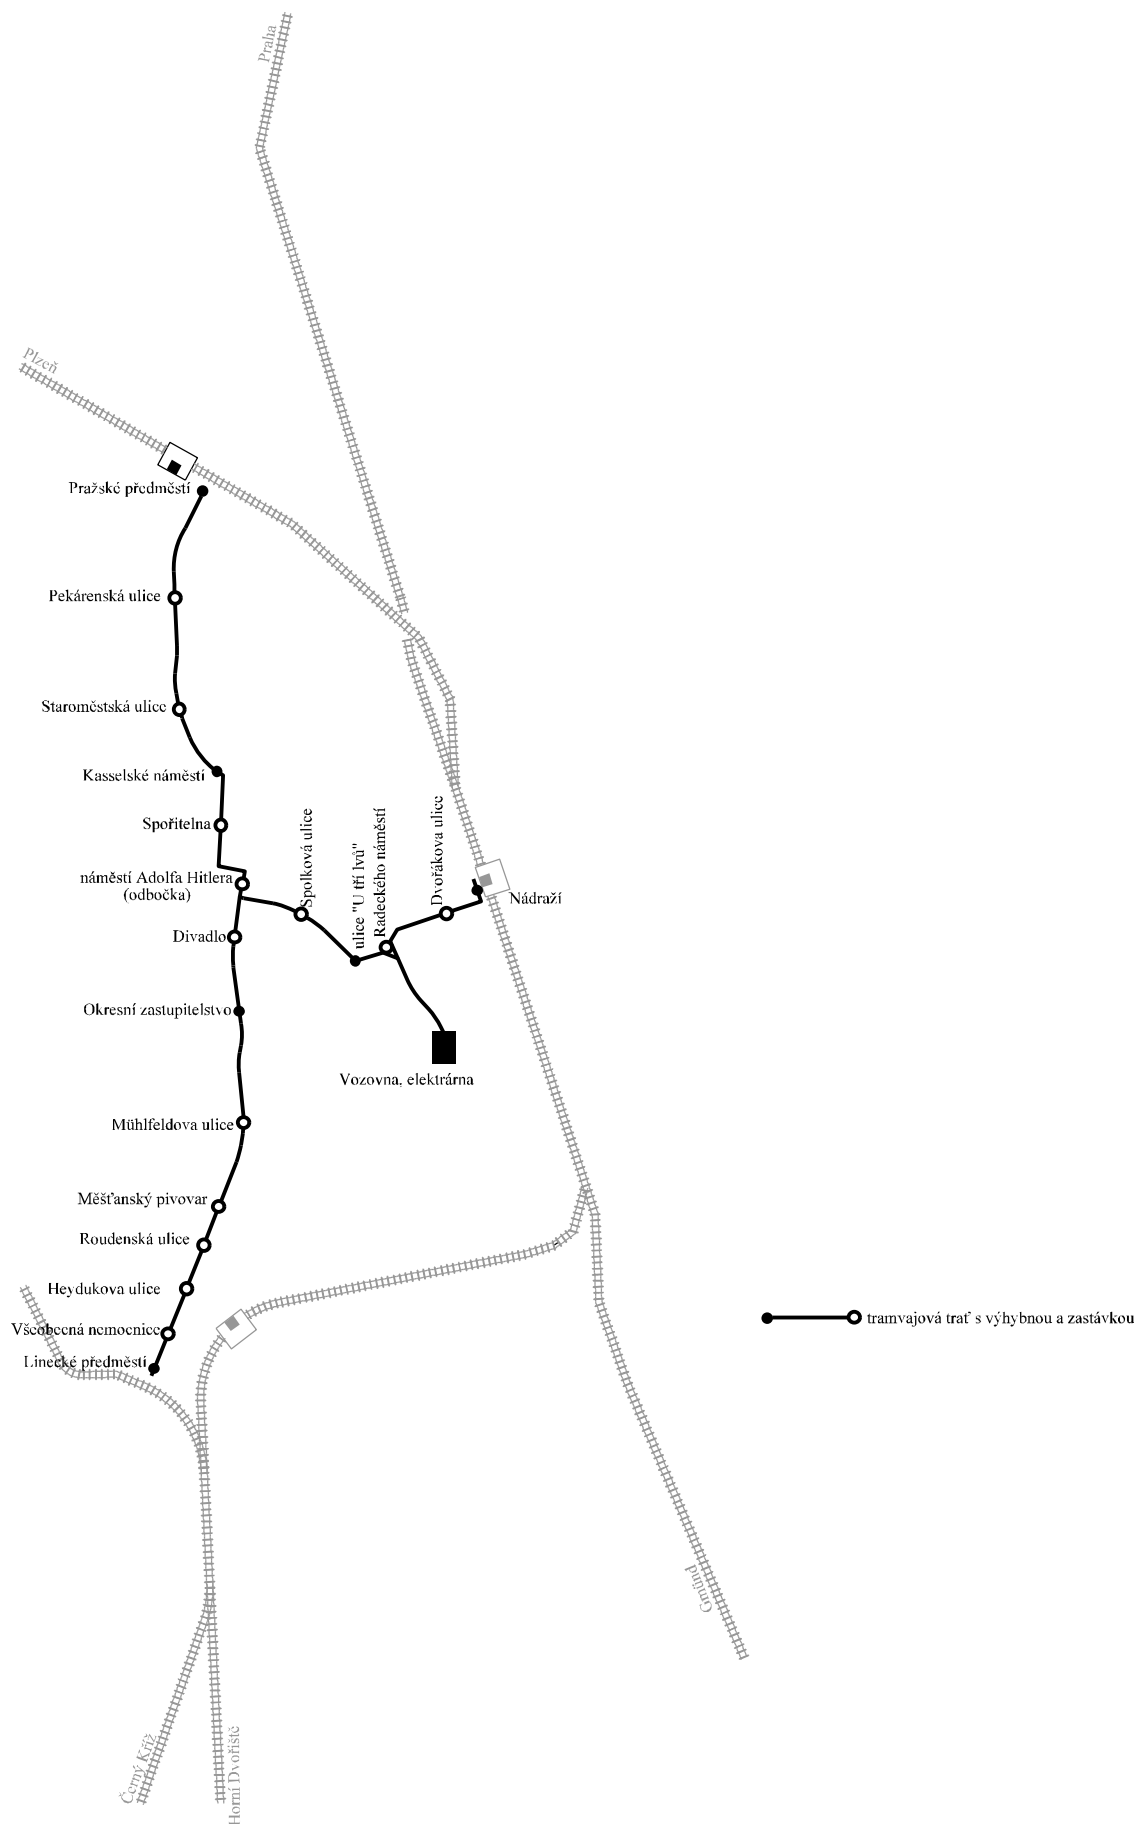 Praha
Plzeň
Pražské předměstí
Pekárenská ulice
Staroměstská ulice
Kasselské náměstí
Spořitelna
náměstí Adolfa Hitlera
(odbočka)
Spolková ulice
ulice "U tří lvů"
Radeckého náměstí
Dvořákova ulice
Nádraží
Divadlo
Okresní zastupitelstvo
Vozovna, elektrárna
Mühlfeldova ulice
Měšťanský pivovar
Roudenská ulice
Heydukova ulice
Všeobecná nemocnice
Linecké předměstí
tramvajová trať s výhybnou a zastávkou
Gmünd
Černý Kříž
Horní Dvořiště